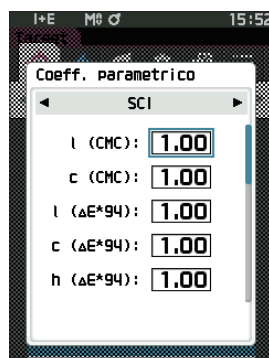 I+E M⁰ ♂ 15:52
Target
Coeff. parametrico
◄ SCI ►
l (CMC): 1.00
c (CMC): 1.00
l (ΔE*94): 1.00
c (ΔE*94): 1.00
h (ΔE*94): 1.00